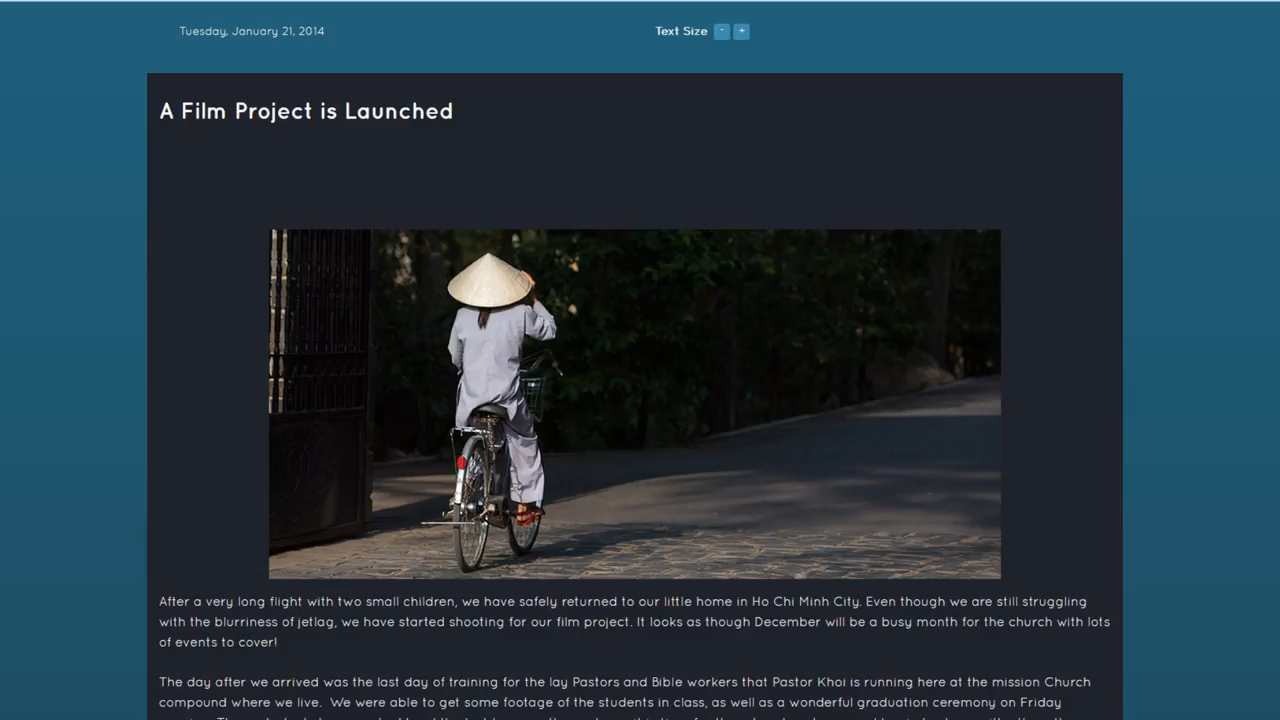 Tuesday, January 21, 2014
Text Size - +
A Film Project is Launched
After a very long flight with two small children, we have safely returned to our little home in Ho Chi Minh City. Even though we are still struggling
with the blurriness of jetlag, we have started shooting for our film project. It looks as though December will be a busy month for the church with lots
of events to cover!
The day after we arrived was the last day of training for the lay Pastors and Bible workers that Pastor Khoi is running here at the mission Church
compound where we live. We were able to get some footage of the students in class, as well as a wonderful graduation ceremony on Friday